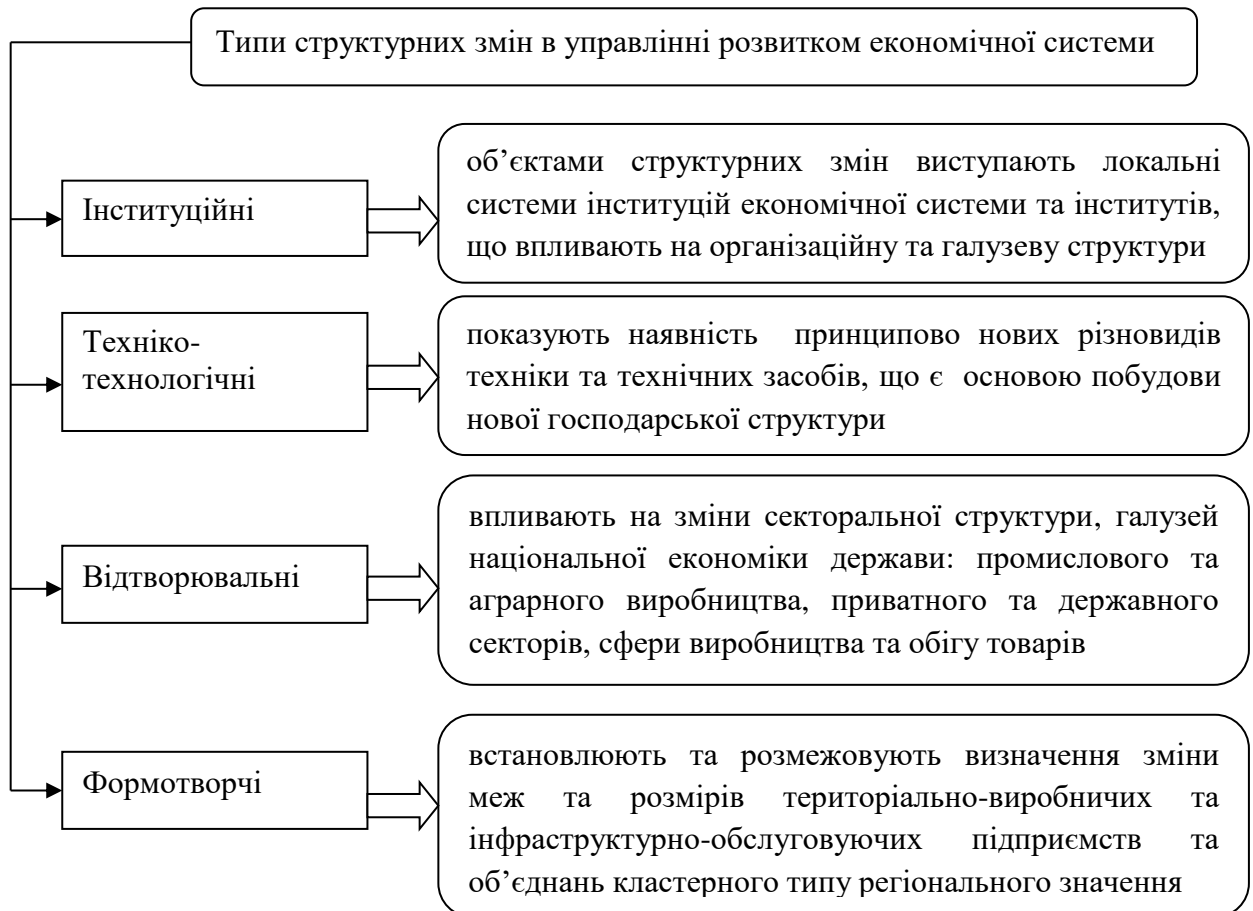 Типи структурних змін в управлінні розвитком економічної системи
Інституційні
об’єктами структурних змін виступають локальні
системи інституцій економічної системи та інститутів,
що впливають на організаційну та галузеву структури
Техніко-
технологічні
показують наявність принципово нових різновидів
техніки та технічних засобів, що є основою побудови
нової господарської структури
Відтворювальні
впливають на зміни секторальної структури, галузей
національної економіки держави: промислового та
аграрного виробництва, приватного та державного
секторів, сфери виробництва та обігу товарів
Формотворчі
встановлюють та розмежовують визначення зміни
меж та розмірів територіально-виробничих та
інфраструктурно-обслуговуючих підприємств та
об’єднань кластерного типу регіонального значення